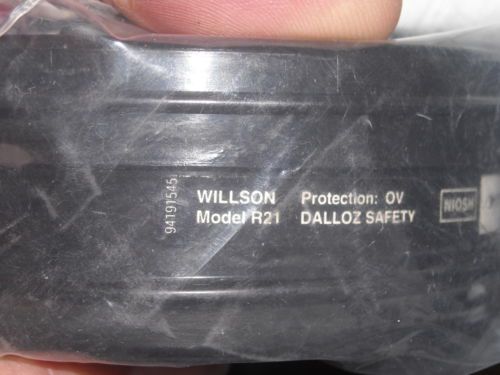 94191545
WILLSON Protection: OV
Model R21 DALLOZ SAFETY
NIOSH